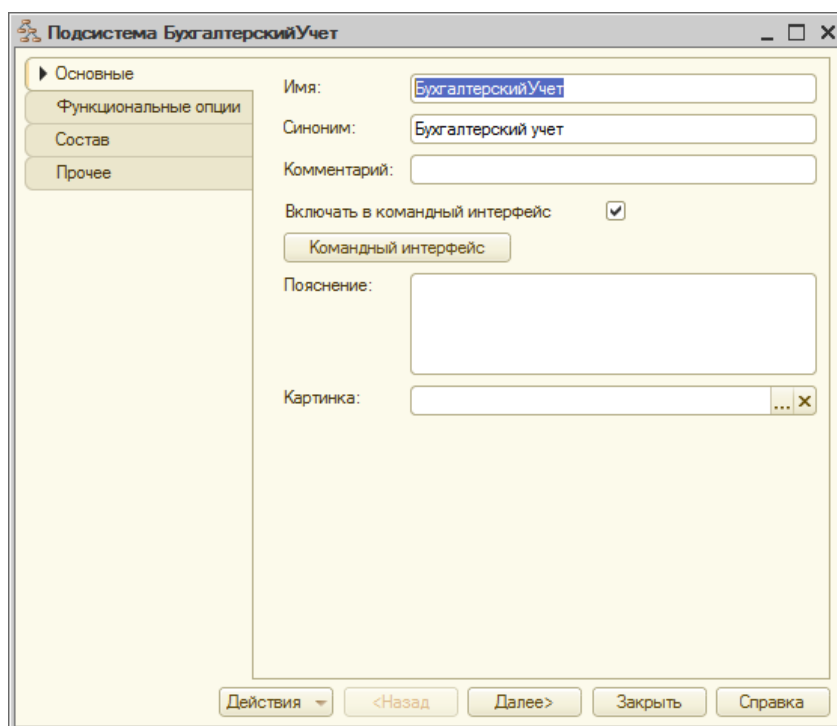 Подсистема БухгалтерскийУчет
Основные
Функциональные опции
Состав
Прочее
Имя: БухгалтерскийУчет
Синоним: Бухгалтерский учет
Комментарий:
Включать в командный интерфейс
Командный интерфейс
Пояснение:
Картинка: ...
Действия <Назад Далее> Закрыть Справка